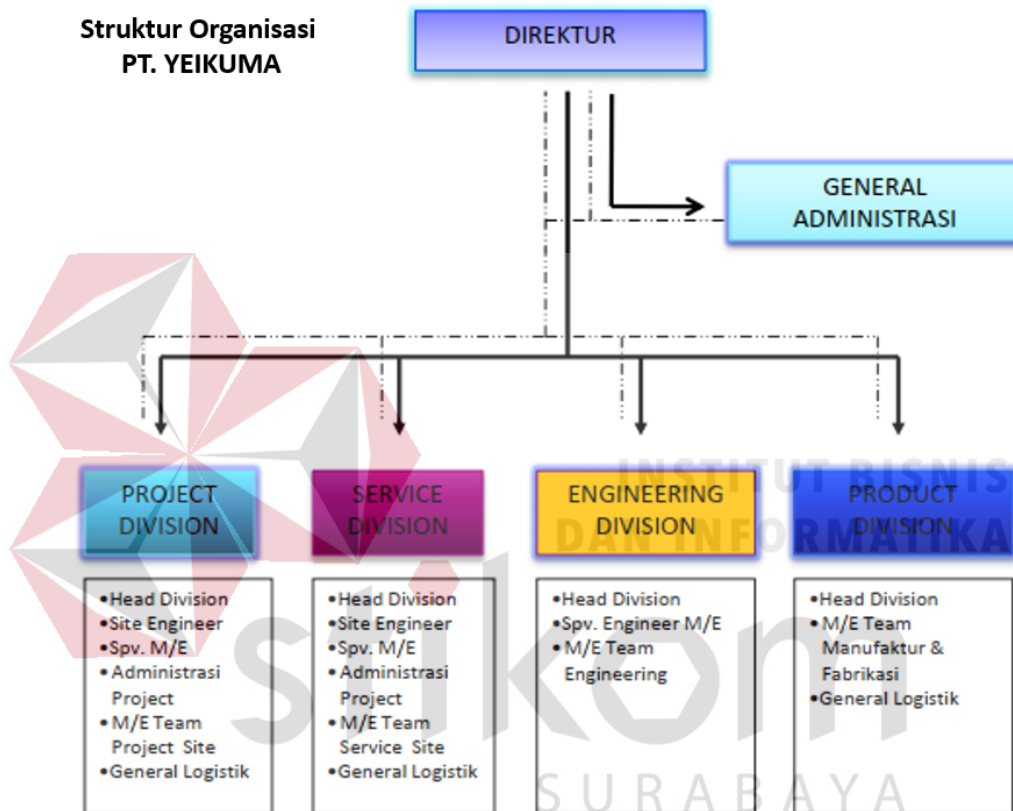 Struktur Organisasi
PT. YEIKUMA
DIREKTUR
GENERAL
ADMINISTRASI
PROJECT
DIVISION
SERVICE
DIVISION
ENGINEERING
DIVISION
PRODUCT
DIVISION
INSTITUT BISNIS
DAN INFORMATIKA
•Head Division
•Site Engineer
•Spv. M/E
•Administrasi
Project
•M/E Team
Project Site
•General Logistik
•Head Division
•Site Engineer
•Spv. M/E
•Administrasi
Project
•M/E Team
Service Site
•General Logistik
•Head Division
•Spv. Engineer M/E
•M/E Team
Engineering
•Head Division
•M/E Team
Manufaktur &
Fabrikasi
•General Logistik
stikom
SURABAYA